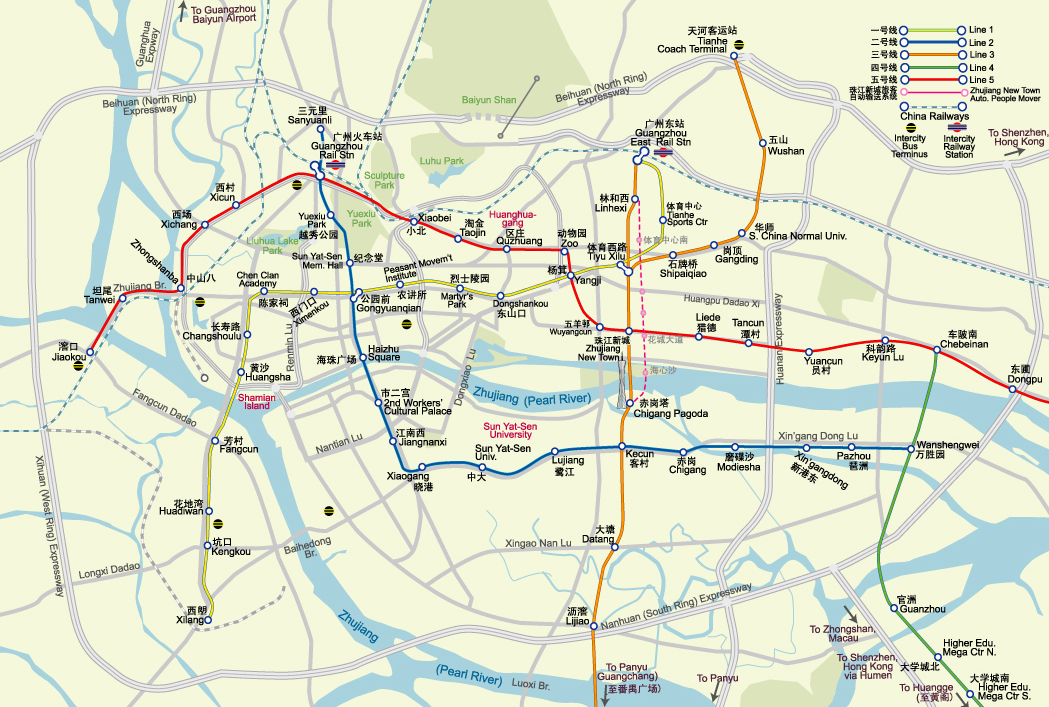 To Guangzhou
Baiyun Airport
Guanghua
Expway
天河客运站
Tianhe
Coach Terminal
一号线
Line 1
二号线
Line 2
三号线
Line 3
四号线
Line 4
五号线
Line 5
珠江新城旅客
自动输送系统
Zhujiang New Town
Auto. People Mover
China Railways
Intercity
Bus
Terminus
Intercity
Railway
Station
To Shenzhen,
Hong Kong
Beihuan (North Ring)
Expressway
Baiyun Shan
Beihuan (North Ring)
Expressway
三元里
Sanyuanli
广州火车站
Guangzhou
Rail Stn
广州东站
Guangzhou
East Rail Stn
五山
Wushan
Luhu Park
Sculpture
Park
西村
Xicun
西场
Xichang
Yuexiu
Park
越秀公园
Yuexiu
Park
Xiaobei
小北
淘金
Taojin
Huanghua-
gang
区庄
Quzhuang
动物园
Zoo
林和西
Linhexi
体育中心
Tianhe
Sports Ctr
体育中心南
体育西路
Tiyu Xilu
华师
S. China Normal Univ.
岗顶
Gangding
石牌桥
Shipaiqiao
Liuhua Lake
Park
Sun Yat-Sen
Mem. Hall
纪念堂
Zhongshanba
中山八
Zhujiang Br.
坦尾
Tanwei
滘口
Jiaokou
Chen Clan
Academy
陈家祠
西门口
Ximenkou
公园前
Gongyuanqian
Peasant Movem't
Institute
农讲所
烈士陵园
Martyr's
Park
Dongshankou
东山口
杨箕
Yangji
Huangpu Dadao Xi
五羊邨
Wuyangcun
珠江新城
Zhujiang
New Town
花城大道
Liede
猎德
Tancun
潭村
Yuancun
员村
科韵路
Keyun Lu
车陂南
Chebeinan
东圃
Dongpu
Huanan Expressway
长寿路
Changshoulu
Renmin Lu
海珠广场
Haizhu
Square
Dongxiao Lu
海心沙
黄沙
Huangsha
Shamian
Island
Fangcun Dadao
市二宫
2nd Workers'
Cultural Palace
Zhujiang (Pearl River)
赤岗塔
Chigang Pagoda
Sun Yat-Sen
University
芳村
Fangcun
Nantian Lu
江南西
Jiangnanxi
Xiaogang
晓港
Sun Yat-Sen
Univ.
中大
Lujiang
鹭江
Kecun
客村
赤岗
Chigang
磨碟沙
Modiesha
Xin'gang Dong Lu
Xin'gangdong
新港东
Pazhou
琶洲
Wanshengwei
万胜园
Xihuan (West Ring) Expressway
花地湾
Huadiwan
坑口
Kengkou
Longxi Dadao
西朗
Xilang
Baihedong
Br.
大塘
Datang
Xingao Nan Lu
沥滘
Lijiao
Nanhuan (South Ring) Expressway
官洲
Guanzhou
Zhujiang
(Pearl River)
Luoxi Br.
To Panyu
Guangchang)
(至番禺广场)
To Panyu
To Zhongshan,
Macau
To Shenzhen,
Hong Kong
via Humen
To Huangge
(至黄阁)
Higher Edu.
Mega Ctr N.
大学城北
大学城南
Higher Edu.
Mega Ctr S.